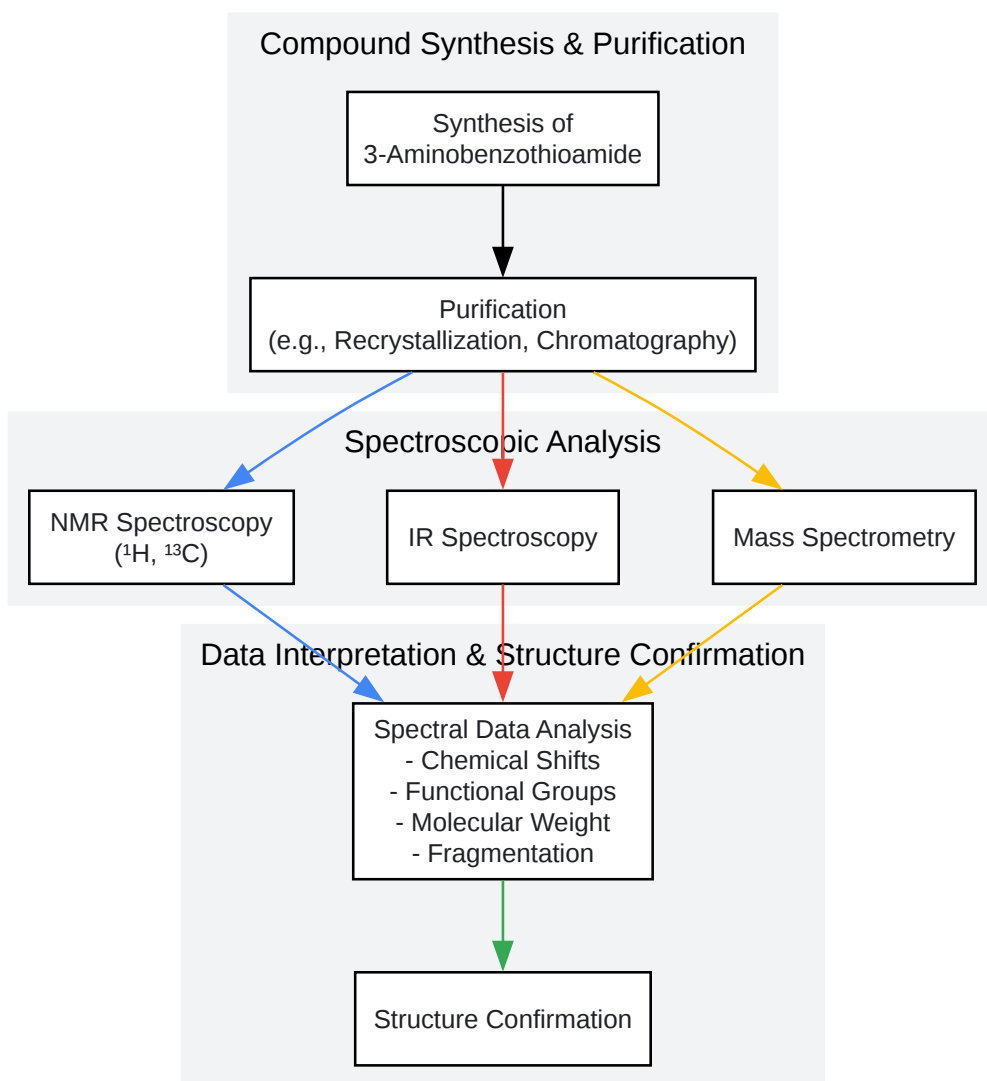 Compound Synthesis & Purification
Synthesis of
3-Aminobenzothioamide
Purification
(e.g., Recrystallization, Chromatography)
Spectroscopic Analysis
NMR Spectroscopy
(¹H, ¹³C)
IR Spectroscopy
Mass Spectrometry
Data Interpretation & Structure Confirmation
Spectral Data Analysis
- Chemical Shifts
- Functional Groups
- Molecular Weight
- Fragmentation
Structure Confirmation